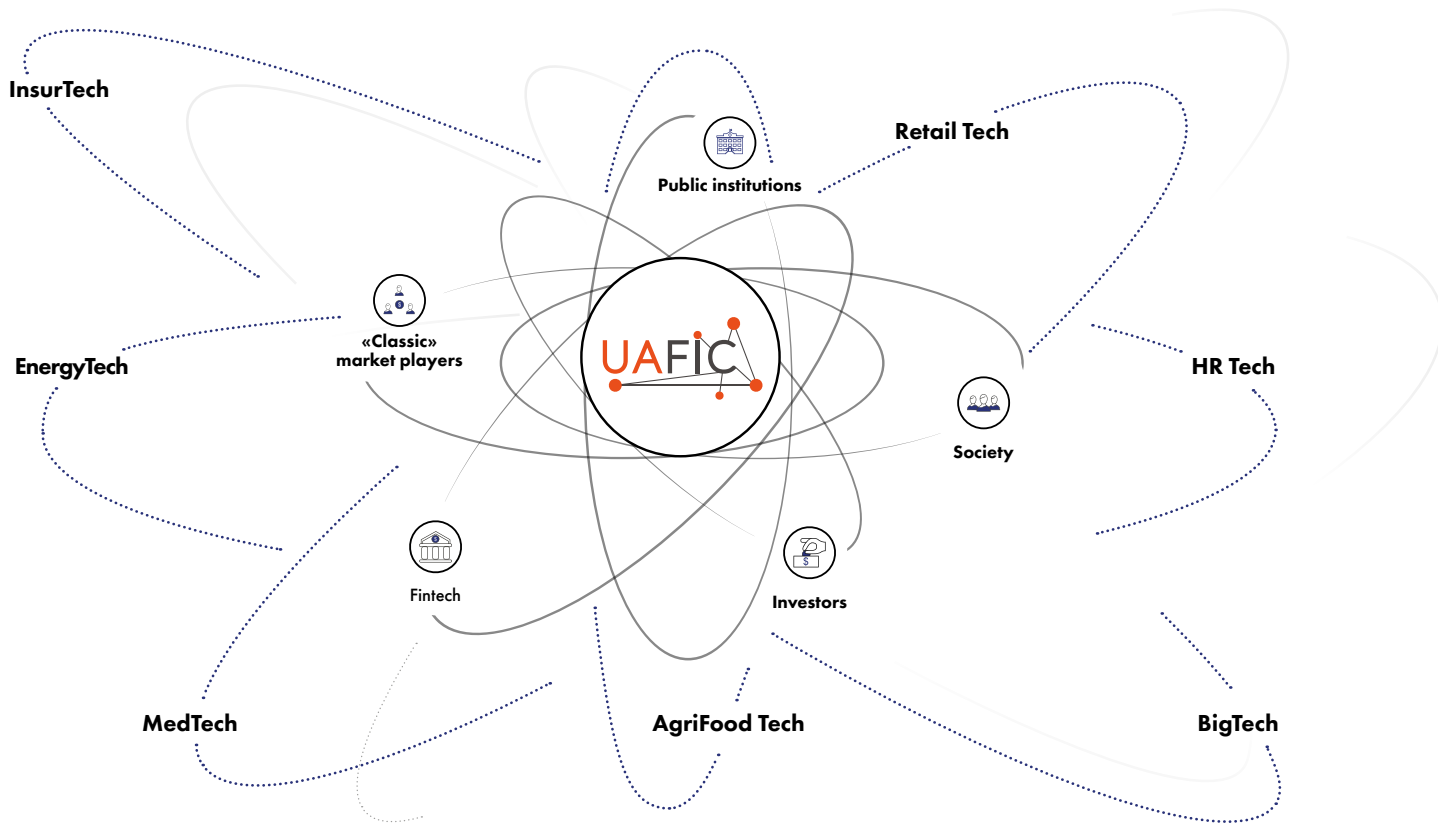 InsurTech
Retail Tech
Public institutions
«Classic»
market players
UAFIC
EnergyTech
HR Tech
Society
Fintech
Investors
MedTech
AgriFood Tech
BigTech